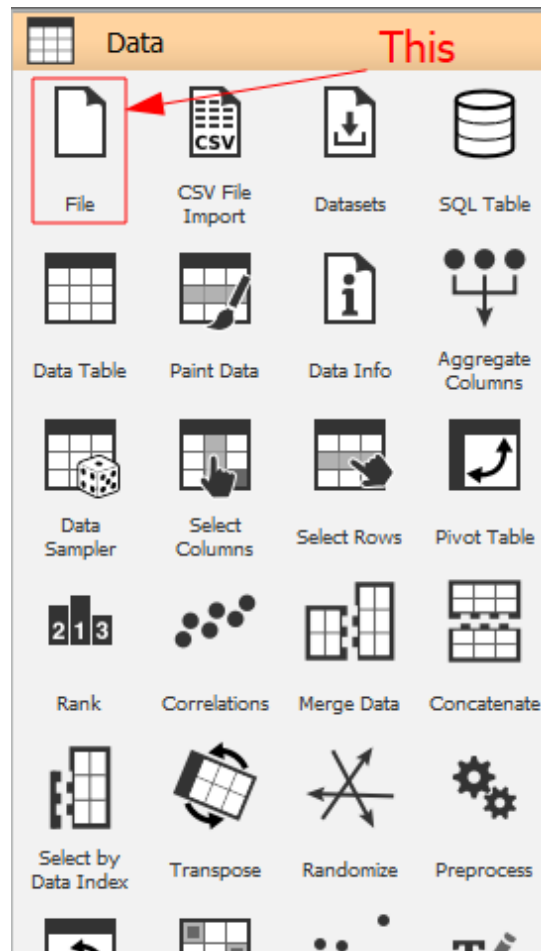 Data
This
CSV
File
CSV File
Import
Datasets
SQL Table
i
Data Table
Paint Data
Data Info
Aggregate
Columns
Data
Sampler
Select
Columns
Select Rows
Pivot Table
2 1 3
Rank
Correlations
Merge Data
Concatenate
Select by
Data Index
Transpose
Randomize
Preprocess
T